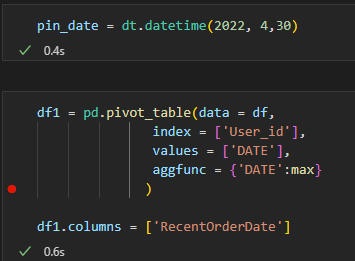 pin_date = dt.datetime(2022, 4,30)
0.4s
df1 = pd.pivot_table(data = df,
index = ['User_id'],
values = ['DATE'],
aggfunc = {'DATE':max}
)
df1.columns = ['RecentOrderDate']
0.6s